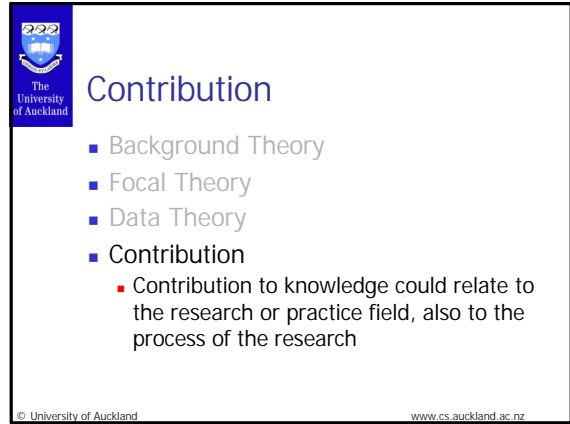 The
University
of Auckland
Contribution
Background Theory
Focal Theory
Data Theory
Contribution
Contribution to knowledge could relate to
the research or practice field, also to the
process of the research
© University of Auckland
www.cs.auckland.ac.nz